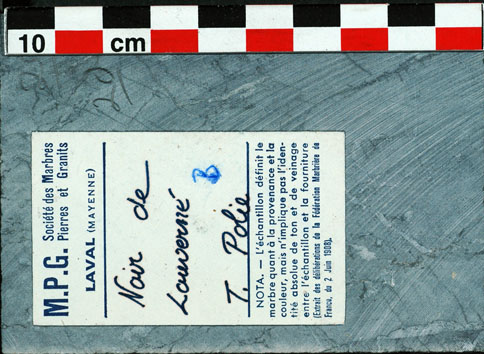 10 cm
M.P.G. Société des Marbres
Pierres et Granits
LAVAL (MAYENNE)
Noir de
Louverné
B
T. Polie
NOTA. — L'échantillon définit le
marbre quant à la provenance et la
couleur, mais n'implique pas l'iden-
tité absolue de ton et de veinage
entre l'échantillon et la fourniture
(Extrait des délibérations de la Fédération Marbrière de
France, du 2 Juin 1908).